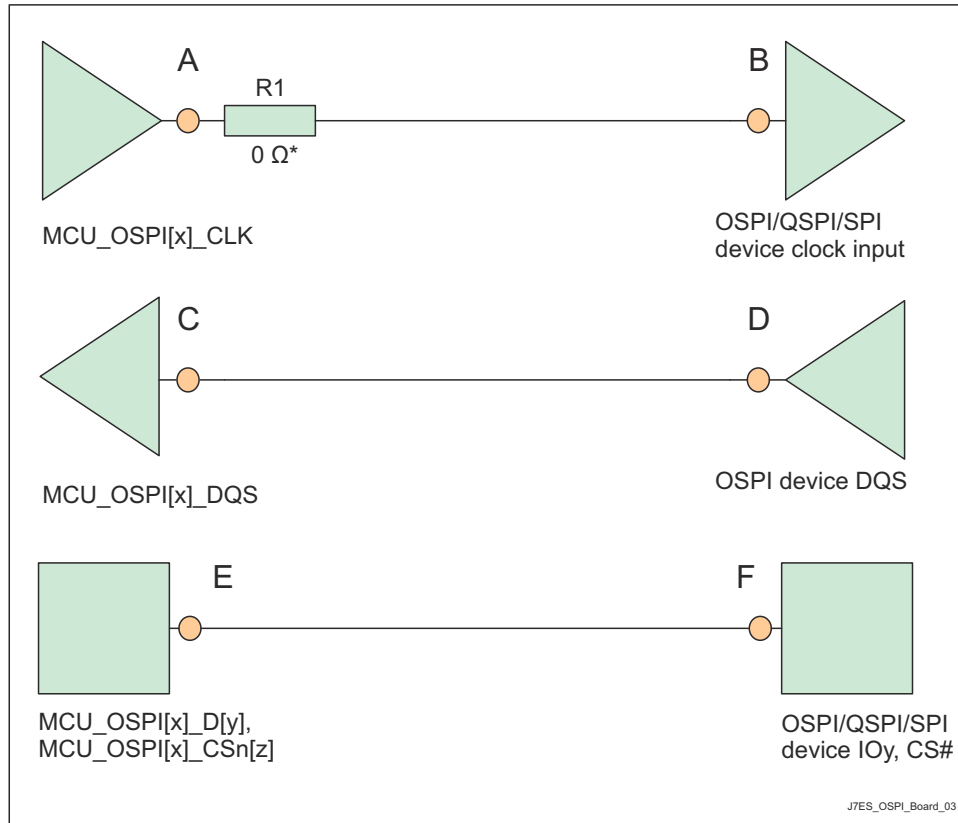 A
B
R1
0 Ω*
MCU_OSPI[x]_CLK
OSPI/QSPI/SPI
device clock input
C
D
MCU_OSPI[x]_DQS
OSPI device DQS
E
F
MCU_OSPI[x]_D[y],
MCU_OSPI[x]_CSn[z]
OSPI/QSPI/SPI
device IOy, CS#
J7ES_OSPI_Board_03